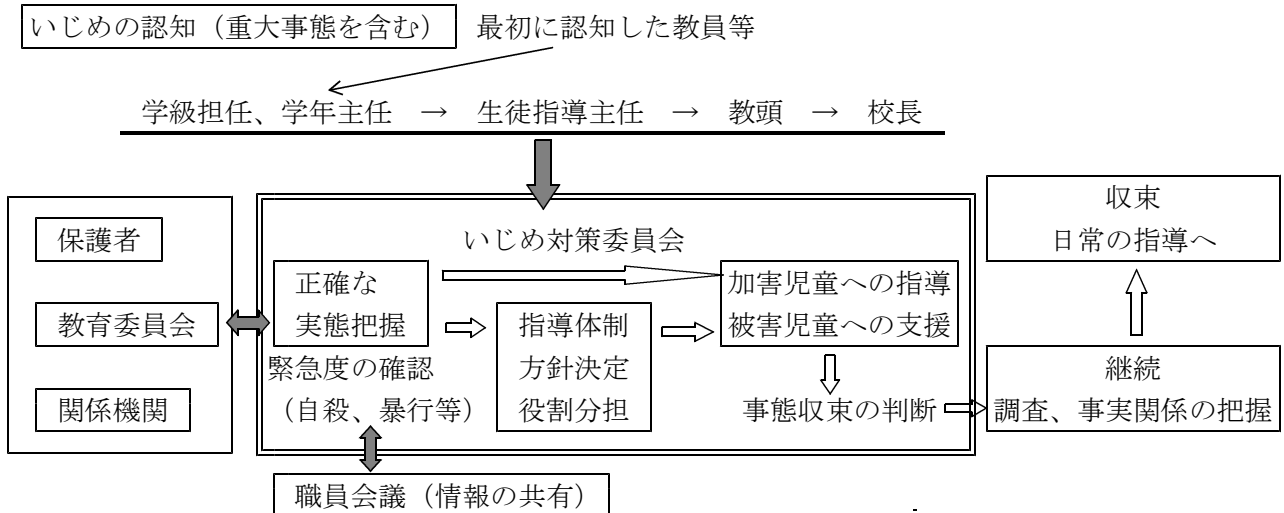 いじめの認知（重大事態を含む） 最初に認知した教員等
学級担任、学年主任 → 生徒指導主任 → 教頭 → 校長
保護者
教育委員会
関係機関
いじめ対策委員会
正確な
実態把握
緊急度の確認
（自殺、暴行等）
指導体制
方針決定
役割分担
加害児童への指導
被害児童への支援
事態収束の判断
収束
日常の指導へ
継続
調査、事実関係の把握
職員会議（情報の共有）